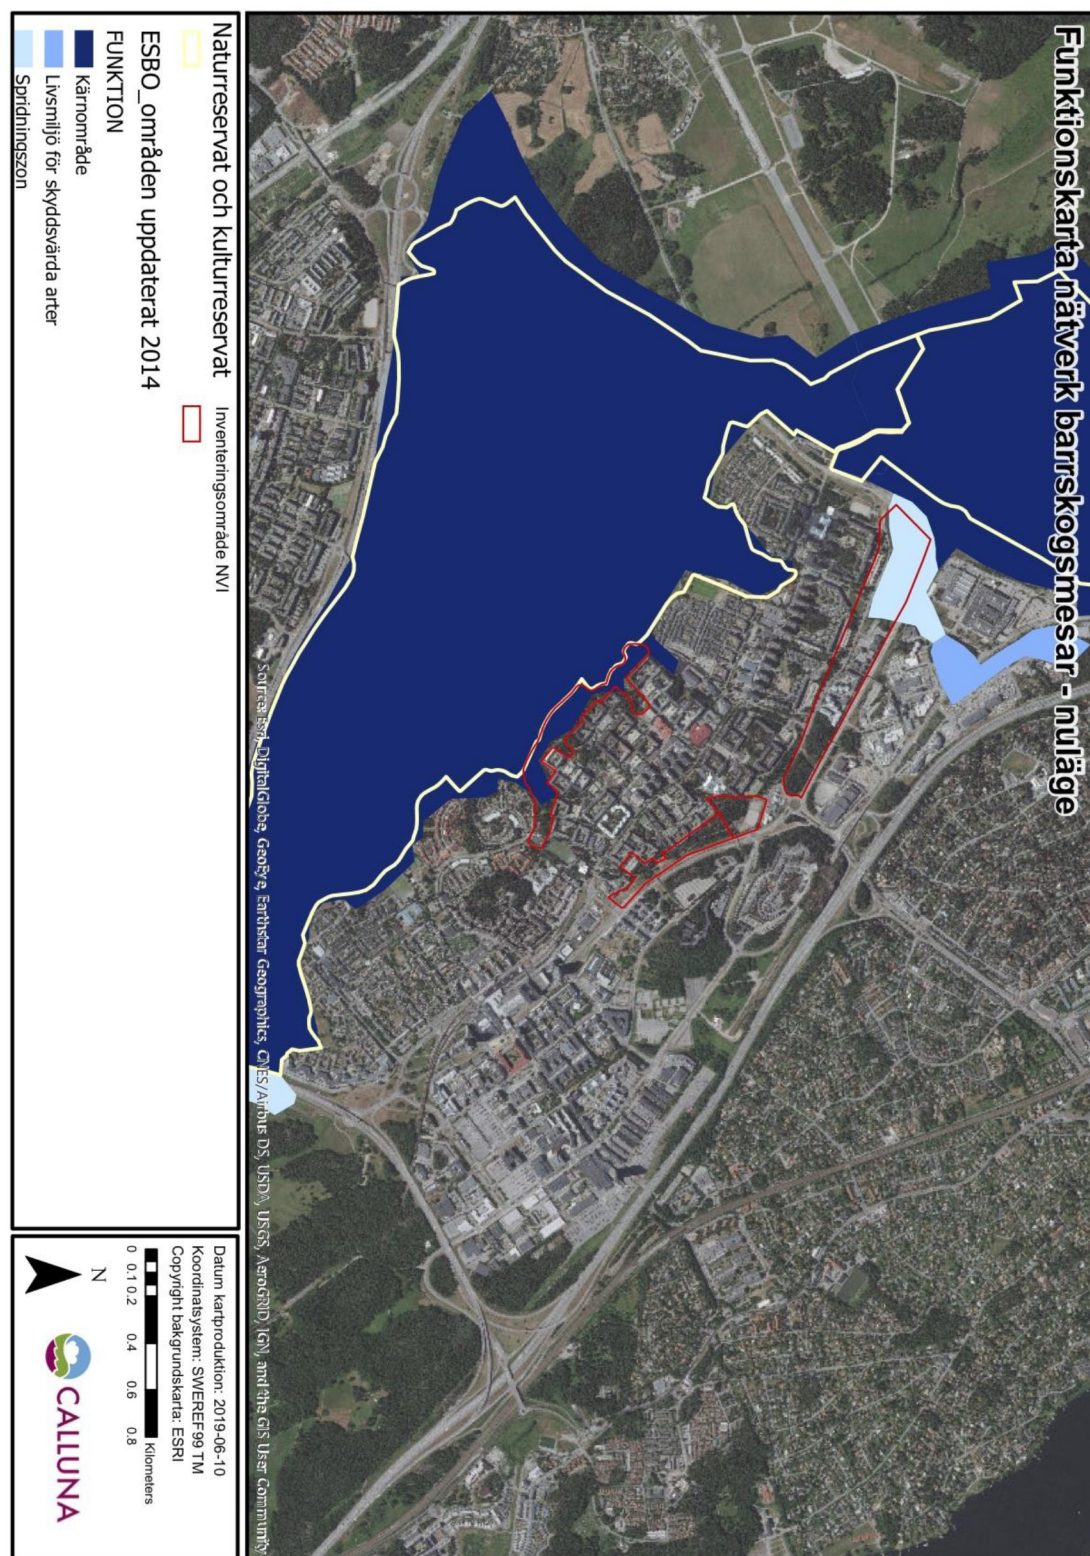 Funktionskarta nätverk barrskogsmesar - nuläge
Source: Esri, DigitalGlobe, GeoEye, Earthstar Geographics, CNES/Airbus DS, USDA, USGS, AeroGRID, IGN, and the GIS User Community
Naturreservat och kulturreservat
Inventeringsområde NVI
ESBO_områden uppdaterat 2014
FUNKTION
Kärnområde
Livsmiljö för skyddsvärda arter
Spridningszon
Datum kartproduktion: 2019-06-10
Koordinatsystem: SWEREF99 TM
Copyright bakgrundskarta: ESRI
Kilometers
0 0.1 0.2 0.4 0.6 0.8
N
CALLUNA